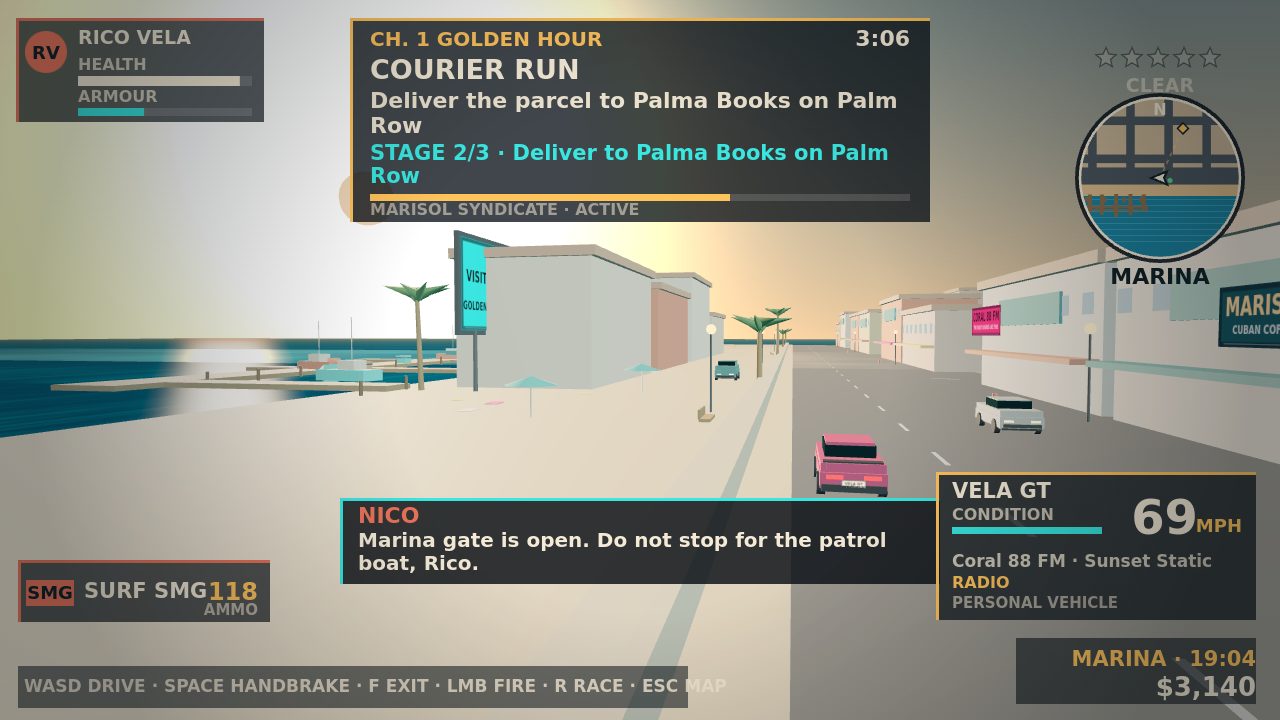 RV
RICO VELA
HEALTH
ARMOUR
CH. 1 GOLDEN HOUR
3:06
COURIER RUN
Deliver the parcel to Palma Books on Palm
Row
STAGE 2/3 · Deliver to Palma Books on Palm
Row
MARISOL SYNDICATE · ACTIVE
CLEAR
N
MARINA
VISIT
GOLDEN
CORAL 88 FM
MARIS
CUBAN COF
VELA GT
NICO
Marina gate is open. Do not stop for the patrol
boat, Rico.
VELA GT
CONDITION
69MPH
Coral 88 FM · Sunset Static
RADIO
PERSONAL VEHICLE
SMG
SURF SMG118
AMMO
WASD DRIVE · SPACE HANDBRAKE · F EXIT · LMB FIRE · R RACE · ESC MAP
MARINA · 19:04
$3,140